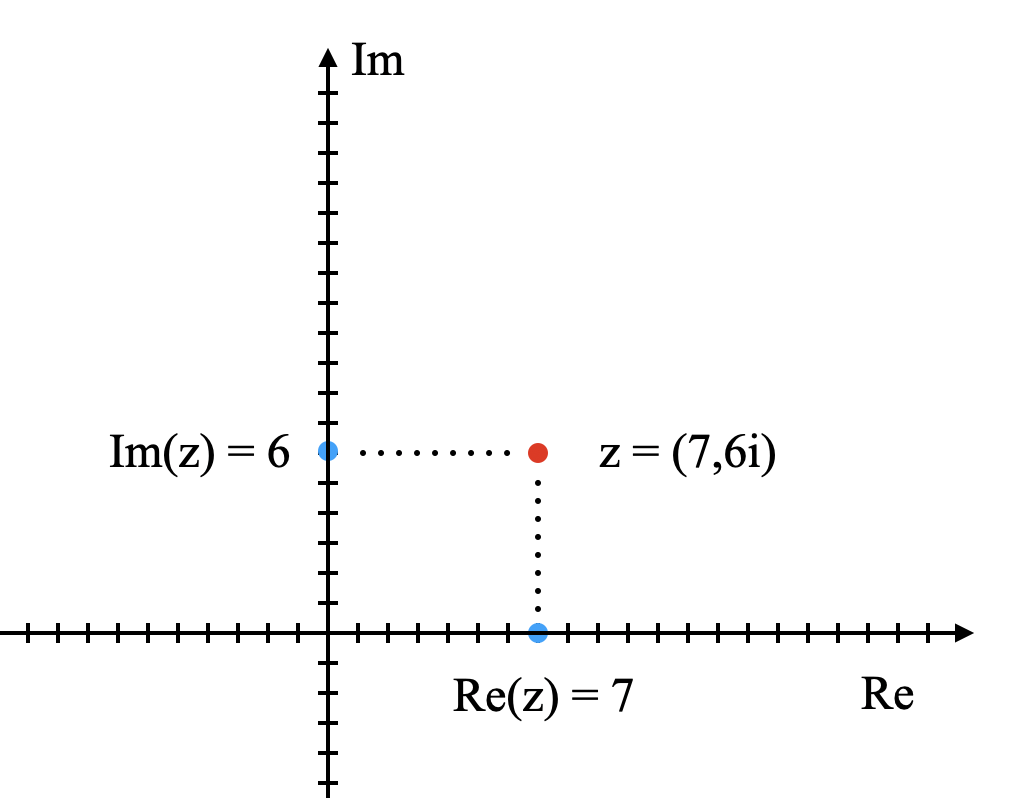 Im
Im(z) = 6
z = (7,6i)
Re(z) = 7
Re